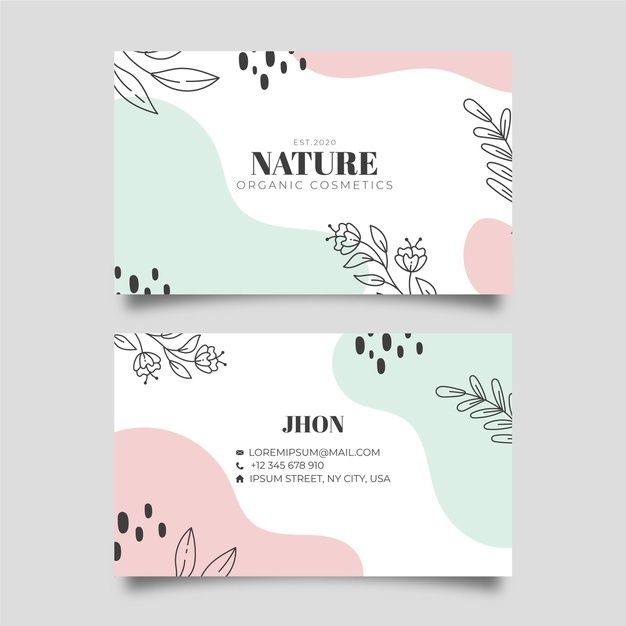 EST.2020
NATURE
ORGANIC COSMETICS
JHON
LOREMIPSUM@MAIL.COM
+12 345 678 910
IPSUM STREET, NY CITY, USA